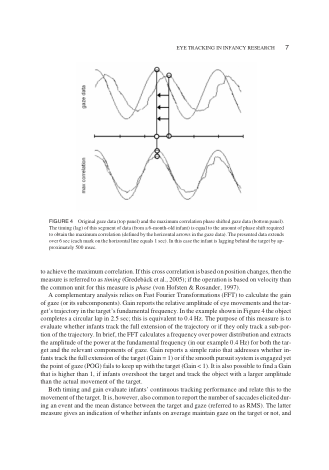 EYE TRACKING IN INFANCY RESEARCH 7
gaze data
max correlation
FIGURE 4 Original gaze data (top panel) and the maximum correlation phase shifted gaze data (bottom panel).
The timing (lag) of this segment of data (from a 6-month-old infant) is equal to the amount of phase shift required
to obtain the maximum correlation (defined by the horizontal arrows in the gaze data). The presented data extends
over 6 sec (each mark on the horizontal line equals 1 sec). In this case the infant is lagging behind the target by ap-
proximately 500 msec.
to achieve the maximum correlation. If this cross correlation is based on position changes, then the
measure is referred to as timing (Gredebäck et al., 2005); if the operation is based on velocity than
the common unit for this measure is phase (von Hofsten & Rosander, 1997).
A complementary analysis relies on Fast Fourier Transformations (FFT) to calculate the gain
of gaze (or its subcomponents). Gain reports the relative amplitude of eye movements and the tar-
get's trajectory in the target's fundamental frequency. In the example shown in Figure 4 the object
completes a circular lap in 2.5 sec; this is equivalent to 0.4 Hz. The purpose of this measure is to
evaluate whether infants track the full extension of the trajectory or if they only track a sub-por-
tion of the trajectory. In brief, the FFT calculates a frequency over power distribution and extracts
the amplitude of the power at the fundamental frequency (in our example 0.4 Hz) for both the tar-
get and the relevant components of gaze. Gain reports a simple ratio that addresses whether in-
fants track the full extension of the target (Gain = 1) or if the smooth pursuit system is engaged yet
the point of gaze (POG) fails to keep up with the target (Gain < 1). It is also possible to find a Gain
that is higher than 1, if infants overshoot the target and track the object with a larger amplitude
than the actual movement of the target.
Both timing and gain evaluate infants' continuous tracking performance and relate this to the
movement of the target. It is, however, also common to report the number of saccades elicited dur-
ing an event and the mean distance between the target and gaze (referred to as RMS). The latter
measure gives an indication of whether infants on average maintain gaze on the target or not, and